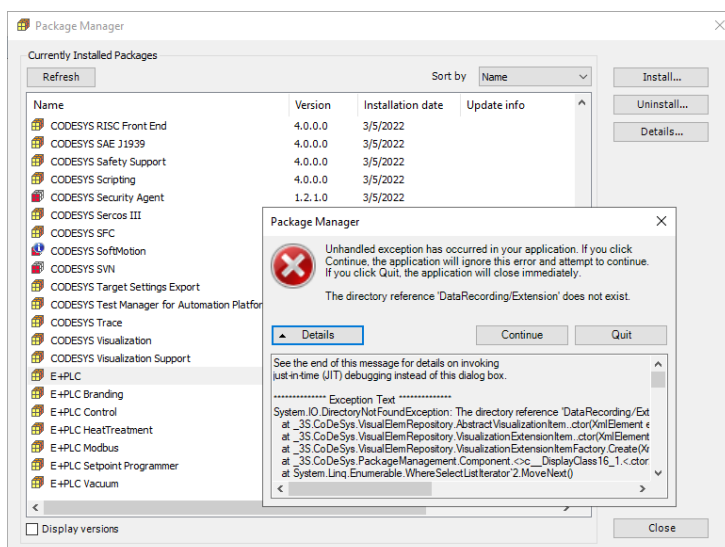 Package Manager
Currently Installed Packages
Refresh
Sort by Name
Install...
Name Version Installation date Update info
Uninstall...
CODESYS RISC Front End 4.0.0.0 3/5/2022
Details...
CODESYS SAE J1939 4.0.0.0 3/5/2022
CODESYS Safety Support 4.0.0.0 3/5/2022
CODESYS Scripting 4.0.0.0 3/5/2022
CODESYS Security Agent 1.2.1.0 3/5/2022
CODESYS Sercos III
CODESYS SFC
CODESYS SoftMotion
CODESYS SVN
CODESYS Target Settings Export
CODESYS Test Manager for Automation Platfor
CODESYS Trace
CODESYS Visualization
CODESYS Visualization Support
E+PLC
E+PLC Branding
E+PLC Control
E+PLC HeatTreatment
E+PLC Modbus
E+PLC Setpoint Programmer
E+PLC Vacuum
Display versions
Close
Package Manager
Unhandled exception has occurred in your application. If you click
Continue, the application will ignore this error and attempt to continue.
If you click Quit, the application will close immediately.
The directory reference 'DataRecording/Extension' does not exist.
Details
Continue
Quit
See the end of this message for details on invoking
just-in-time (JIT) debugging instead of this dialog box.
************** Exception Text **************
System.IO.DirectoryNotFoundException: The directory reference 'DataRecording/Ext
at _3S.CoDeSys.VisualElemRepository.AbstractVisualizationItem..ctor(XmlElement e
at _3S.CoDeSys.VisualElemRepository.VisualizationExtensionItem..ctor(XmlElement
at _3S.CoDeSys.VisualElemRepository.VisualizationExtensionItemFactory.Create(X
at _3S.CoDeSys.PackageManagement.Component.<>c__DisplayClass16_1.<.ctor
at System.Linq.Enumerable.WhereSelectListIterator`2.MoveNext()